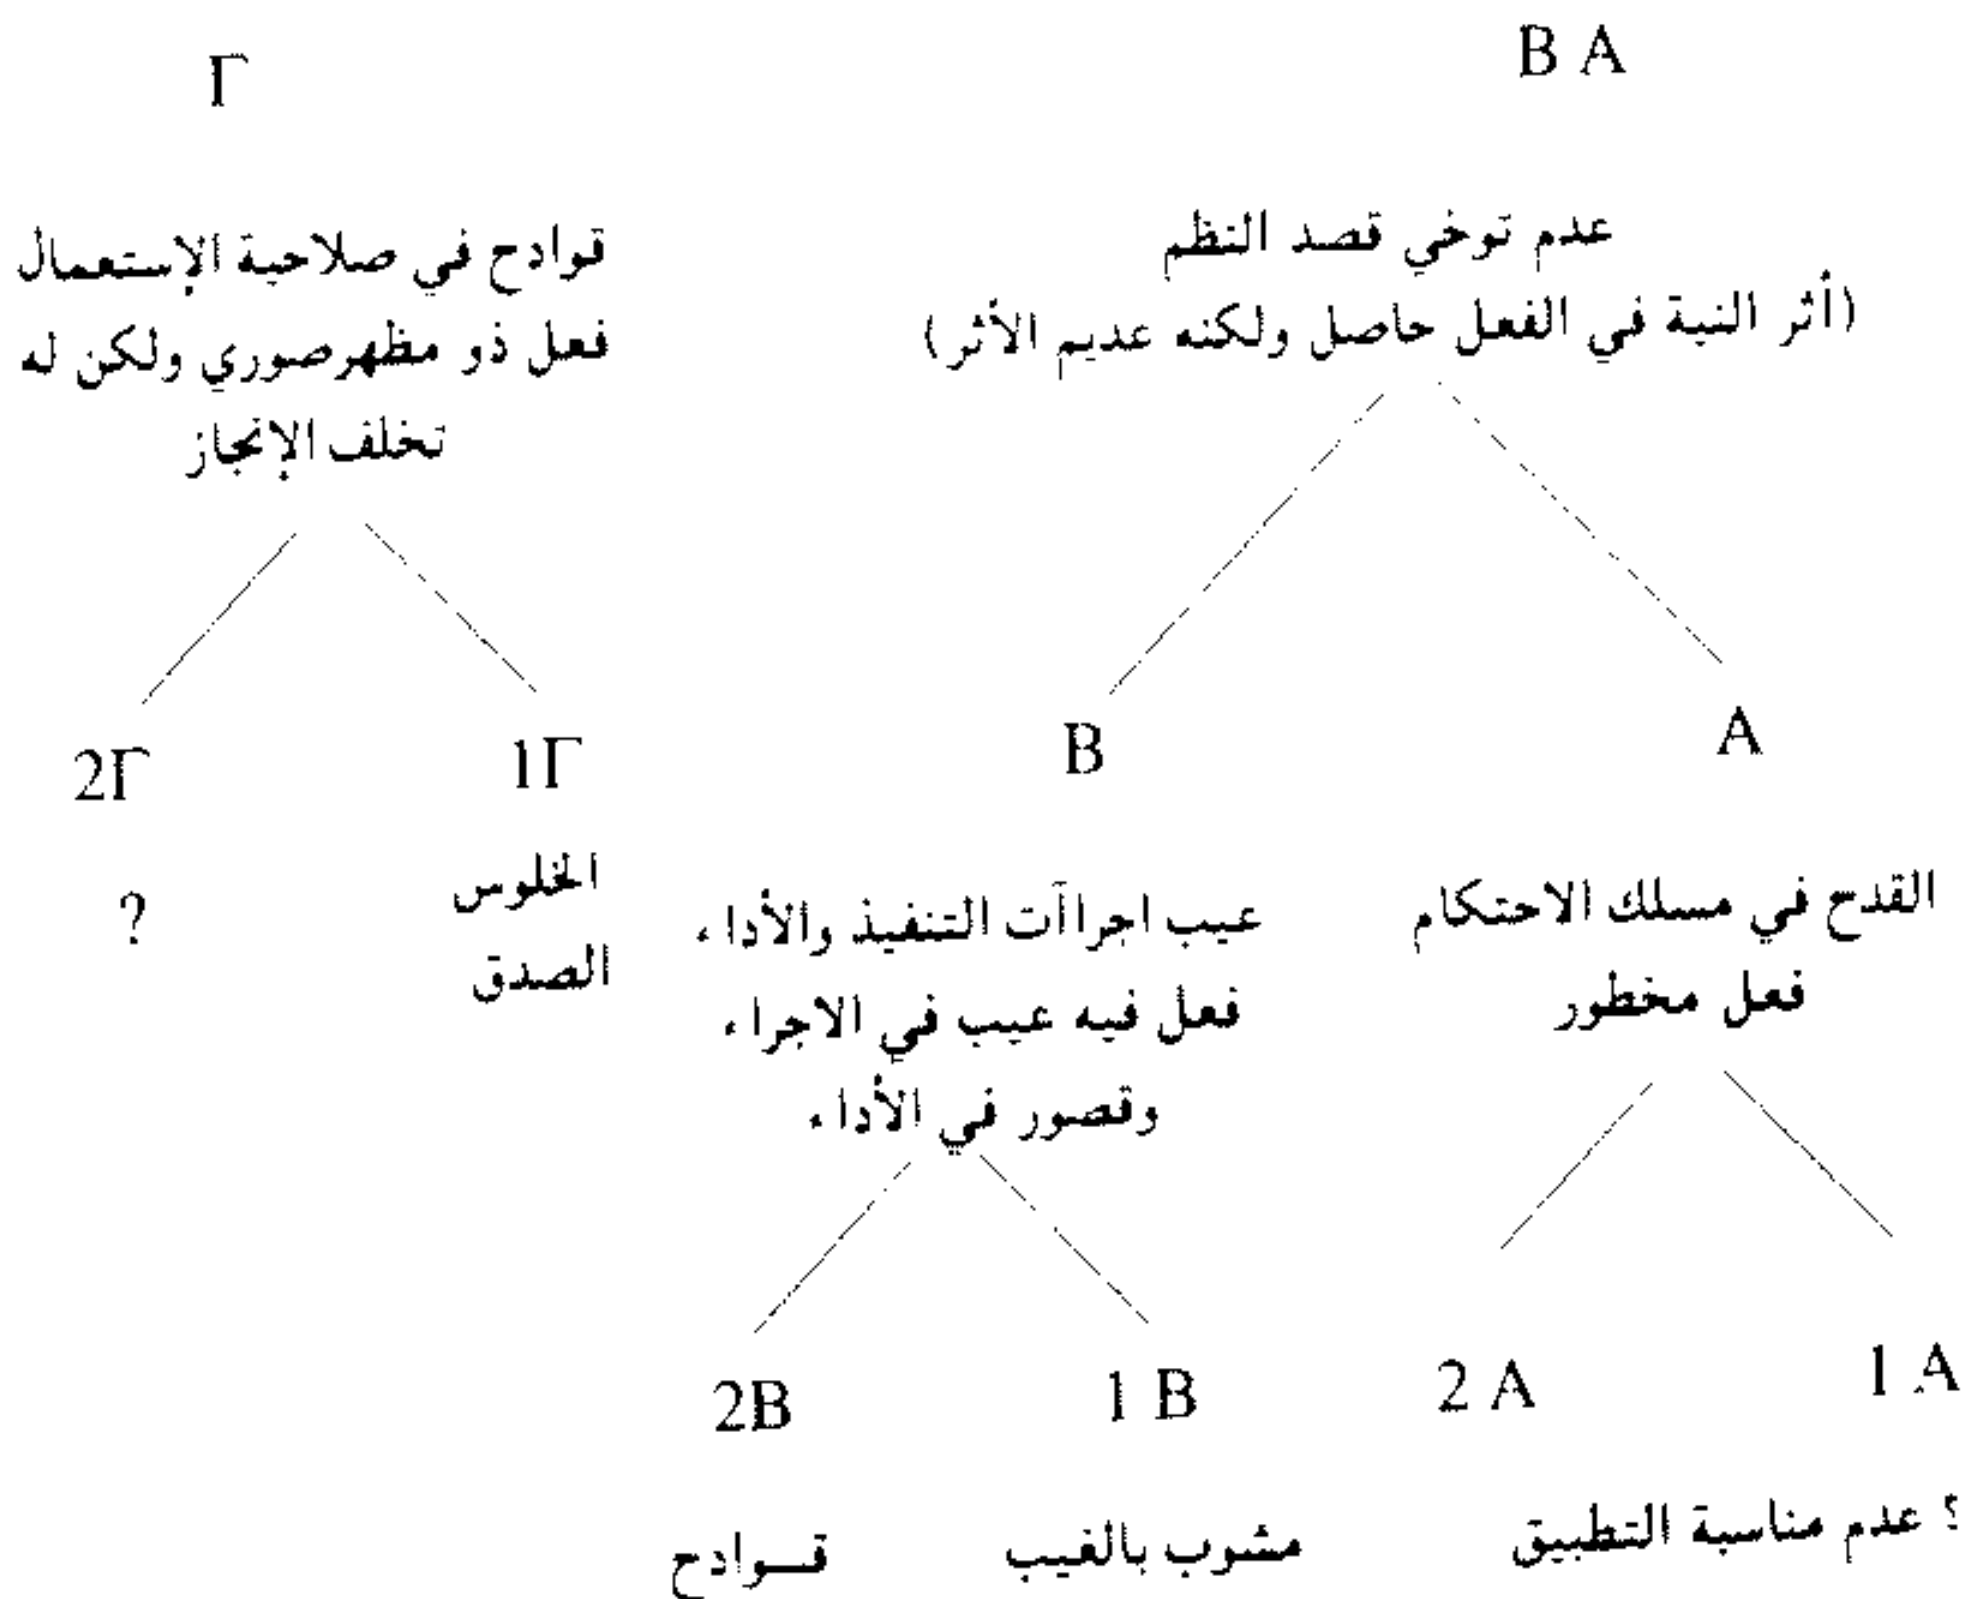 B A
عدم توخي قصد النظم
(أثر النية في الفعل حاصل ولكنه عديم الأثر)
Γ
قوادح في صلاحية الإستعمال
فعل ذو مظهرصوري ولكن له
تخلف الإنجاز
A
القدح في مسلك الاحتكام
فعل مخطور
B
عيب اجراآت التنفيذ والأداء
فعل فيه عيب في الاجراء
وقصور في الأداء
1Γ
الخلوس
الصدق
2Γ
?
1 A
؟
2 A
عدم مناسبة التطبيق
1 B
مشوب بالغيب
2B
قوادح